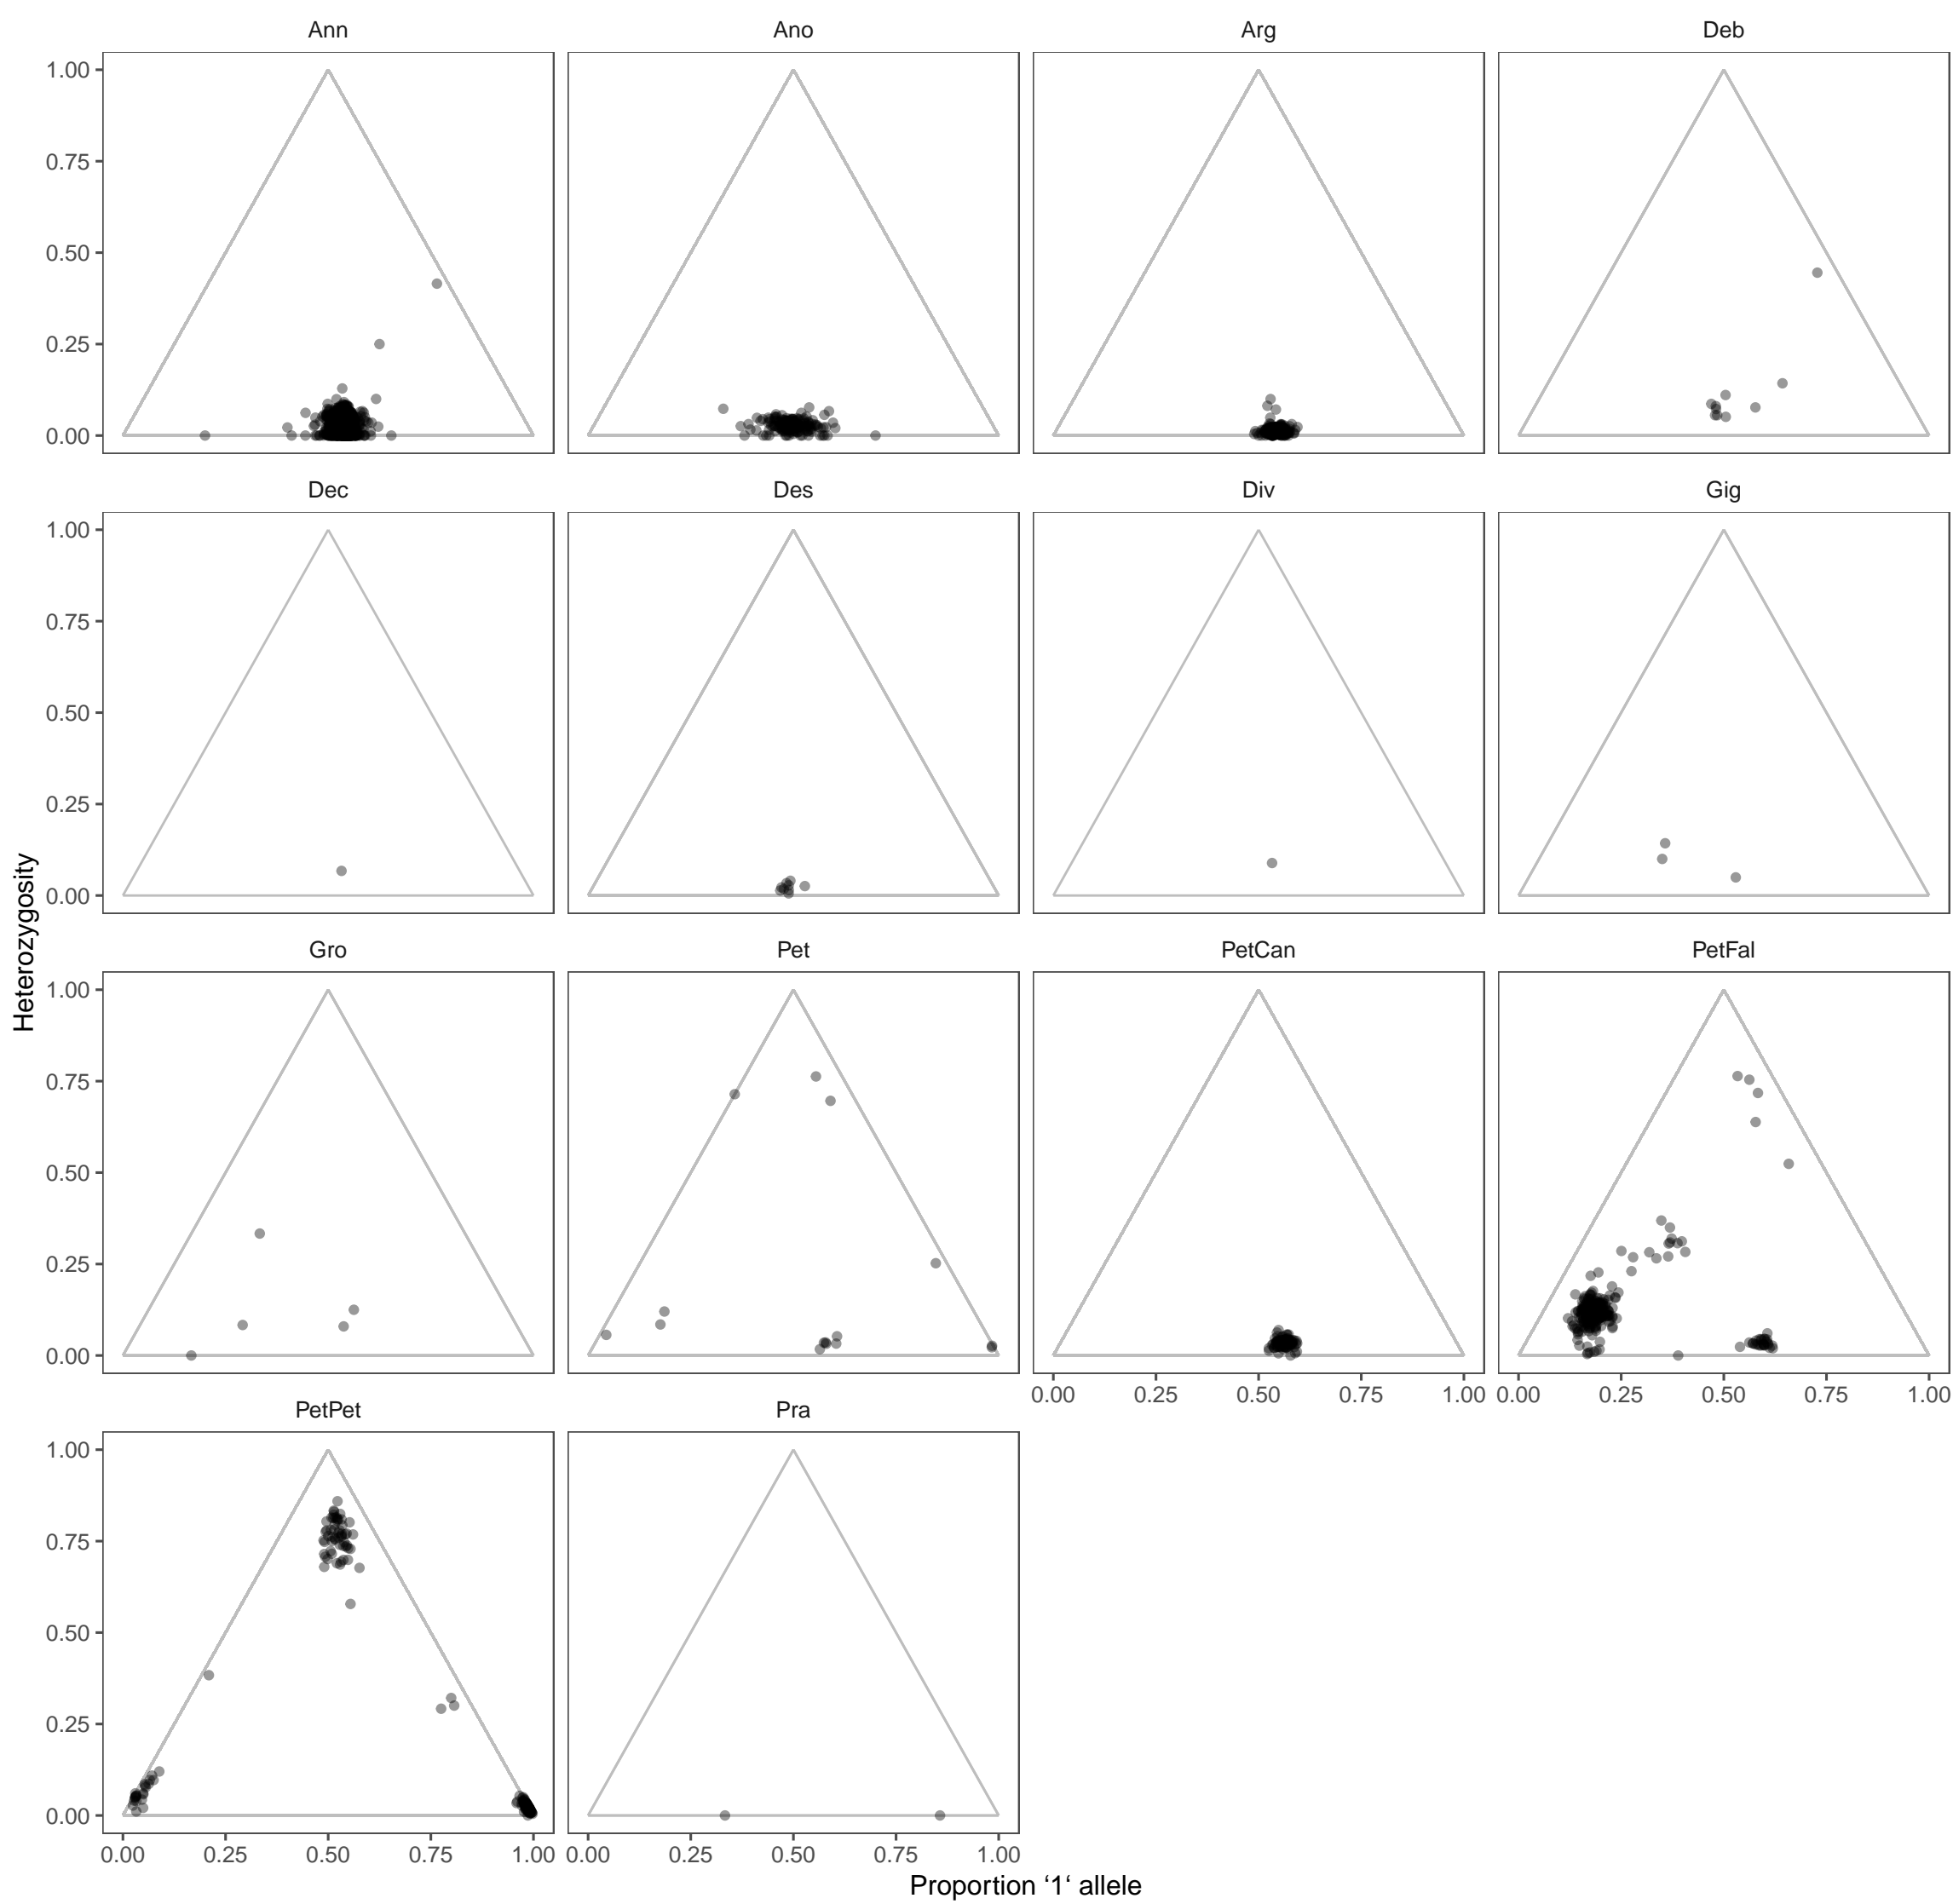 Ann Ano Arg Deb
1.00
0.75
0.50
0.25
0.00
Dec Des Div Gig
1.00
0.75
0.50
0.25
0.00
Heterozygosity
Gro Pet PetCan PetFal
1.00
0.75
0.50
0.25
0.00
0.00 0.25 0.50 0.75 1.00 0.00 0.25 0.50 0.75 1.00
PetPet Pra
1.00
0.75
0.50
0.25
0.00
0.00 0.25 0.50 0.75 1.00 0.00 0.25 0.50 0.75 1.00
Proportion ‘1‘ allele